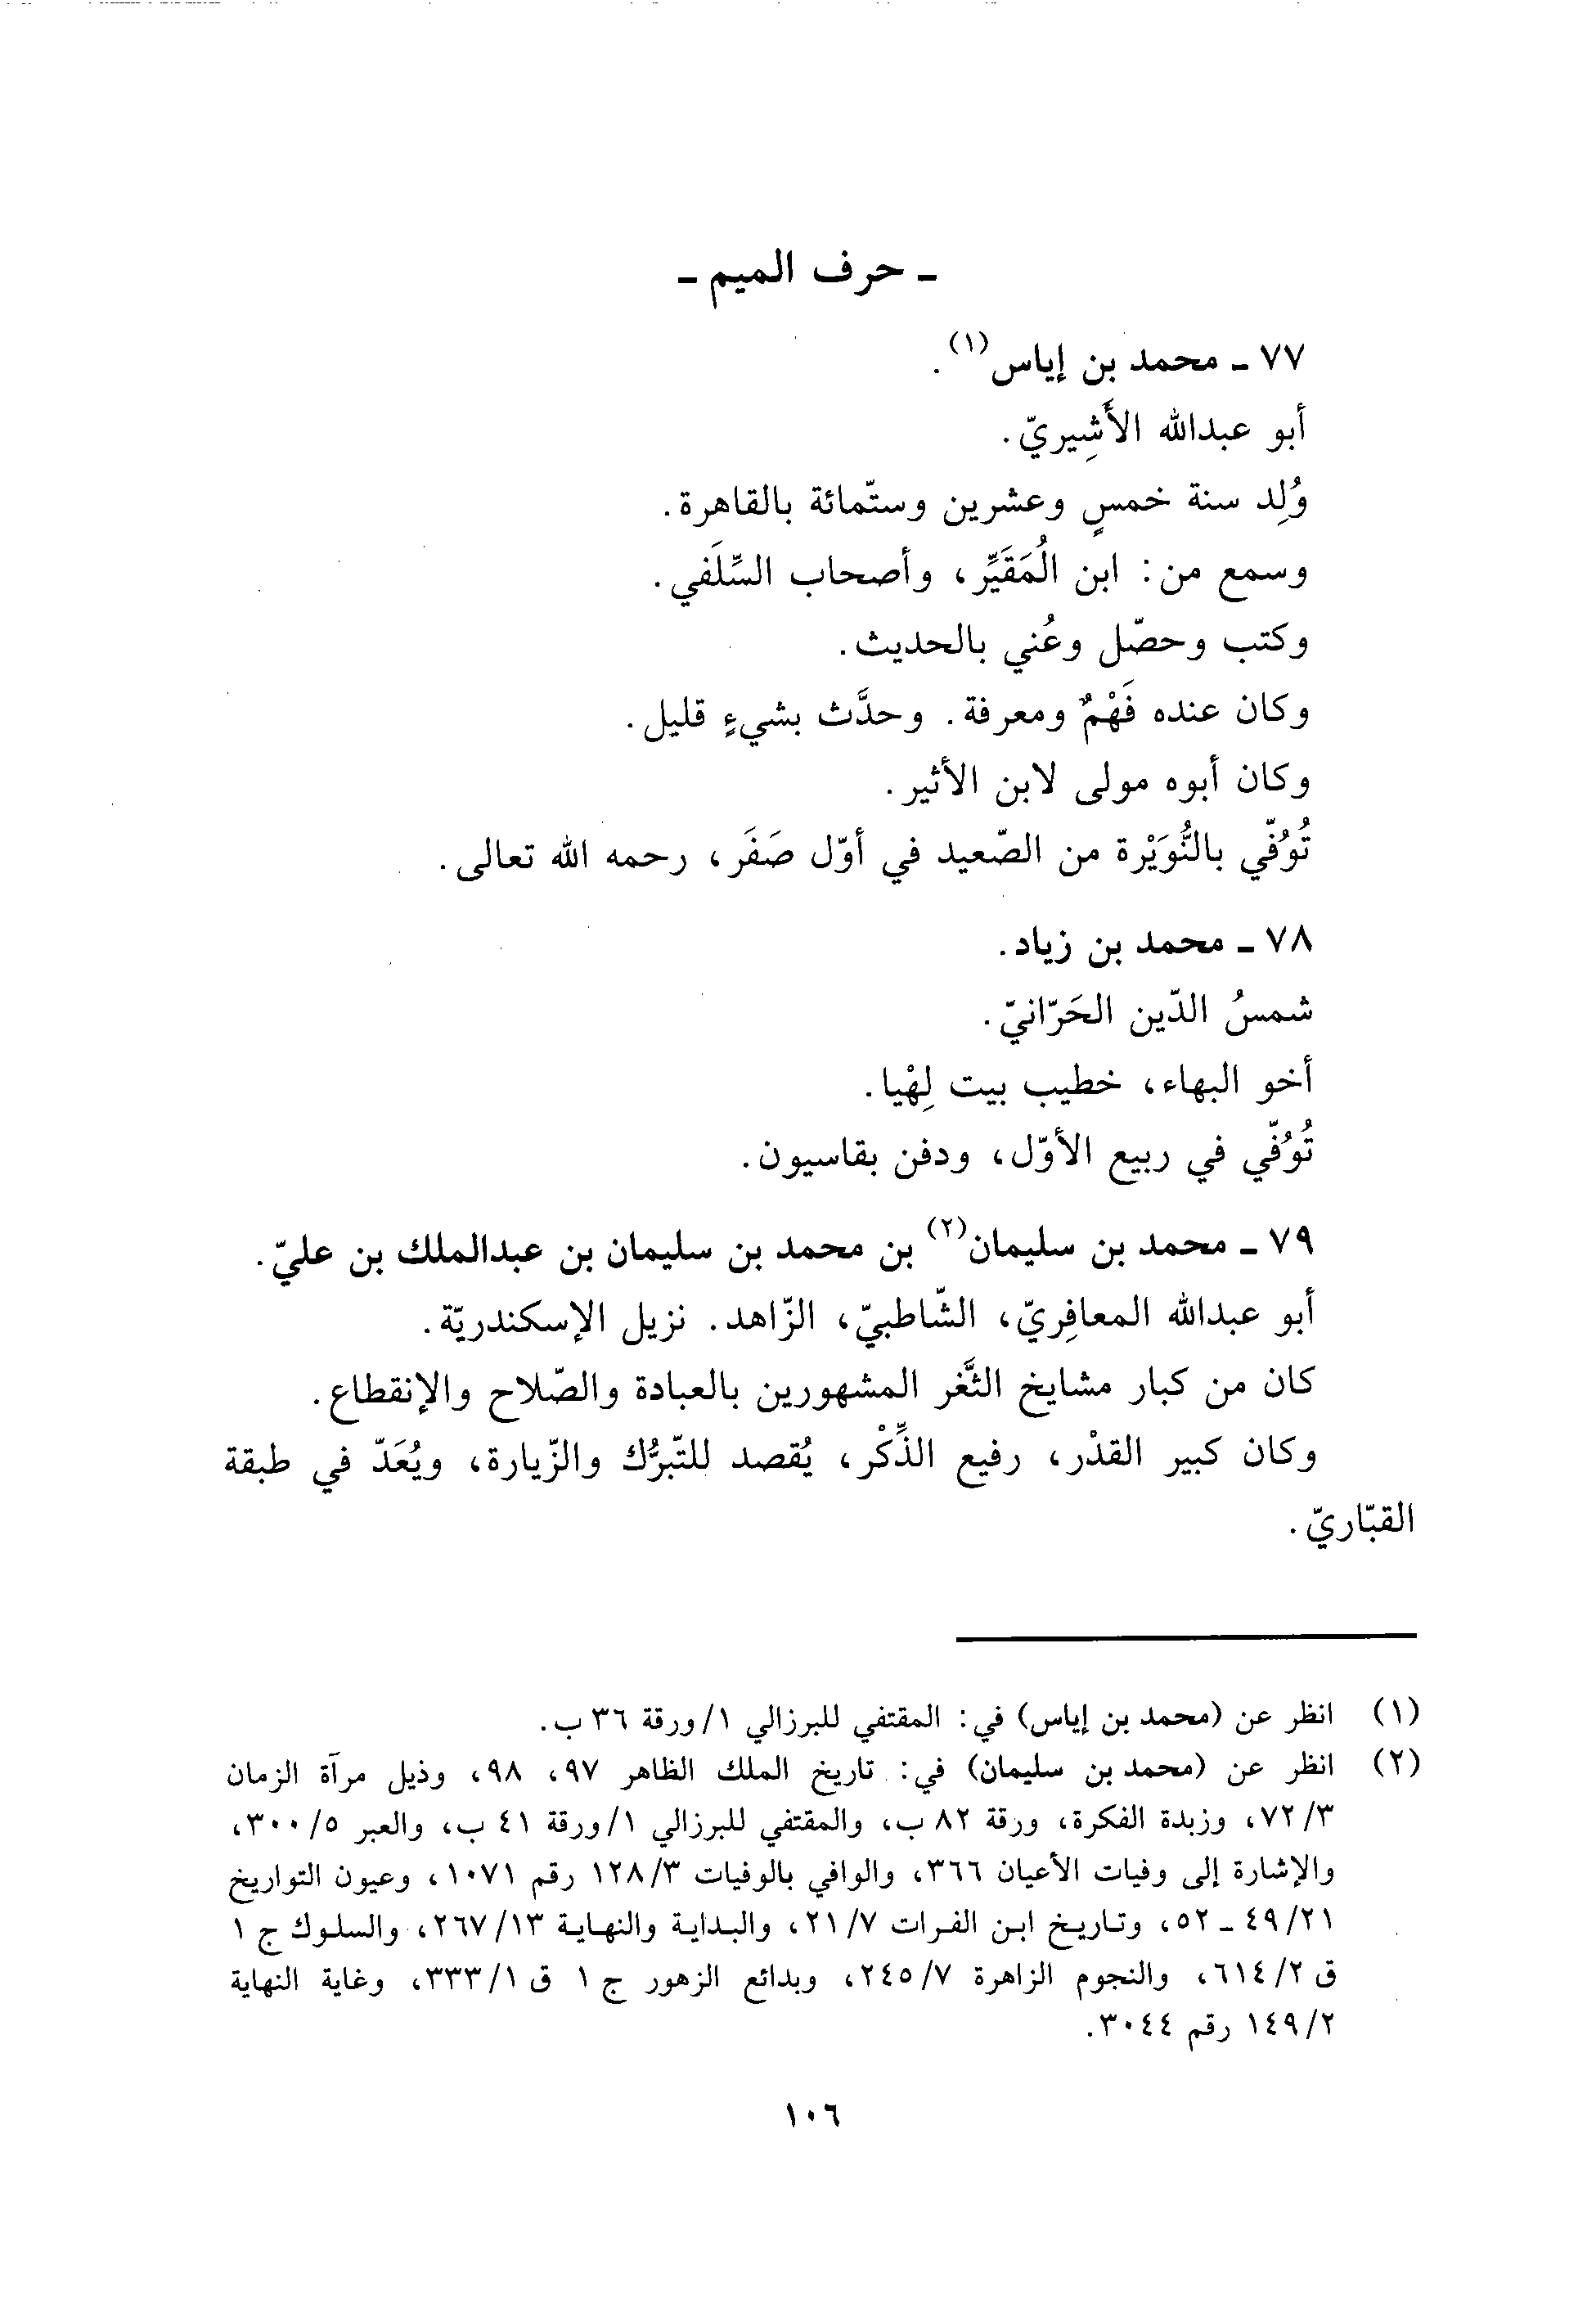 ـ حرف الميم ـ
٧٧ ـ محمد بن إياس(١).
أبو عبدالله الأَشِيريّ.
وُلِد سنة خمسٍ وعشرين وستّمائة بالقاهرة.
وسمع من: ابن الُمَقَيِّر، وأصحاب السِّلَفي.
وكتب وحصّل وعُني بالحديث.
وكان عنده فَهْمٌ ومعرفة. وحدَّث بشيءٍ قليل.
وكان أبوه مولى لابن الأثير.
تُوُفّي بالنُّوَيْرة من الصّعيد في أوّل صَفَر، رحمه الله تعالى.
٧٨ ـ محمد بن زياد.
شمسُ الدّين الحَرّانيّ.
أخو البهاء، خطيب بيت لِهْيا.
تُوُفّي في ربيع الأوّل، ودفن بقاسيون.
٧٩ ـ محمد بن سليمان(٢) بن محمد بن سليمان بن عبدالملك بن عليّ.
أبو عبدالله المعافِريّ، الشّاطبيّ، الزّاهد. نزيل الإسكندريّة.
كان من كبار مشايخ الثَّغر المشهورين بالعبادة والصّلاح والإنقطاع.
وكان كبير القدْر، رفيع الذِّكْر، يُقصد للتّبرُّك والزّيارة، ويُعَدّ في طبقة
القبّاريّ.
(١) انظر عن (محمد بن إياس) في: المقتفي للبرزالي ١/ورقة ٣٦ ب.
(٢) انظر عن (محمد بن سليمان) في: تاريخ الملك الظاهر ٩٧، ٩٨، وذيل مرآة الزمان
٧٢/٣، وزبدة الفكرة، ورقة ٨٢ ب، والمقتفي للبرزالي ١/ورقة ٤١ ب، والعبر ٣٠٠/٥،
والإشارة إلى وفيات الأعيان ٣٦٦، والوافي بالوفيات ١٢٨/٣ رقم ١٠٧١، وعيون التواريخ
٤٩/٢١ ـ ٥٢، وتاريخ ابن الفرات ٢١/٧، والبداية والنهاية ٢٦٧/١٣، والسلوك ج ١
ق ٦١٤/٢، والنجوم الزاهرة ٢٤٥/٧، وبدائع الزهور ج ١ ق ٣٣٣/١، وغاية النهاية
١٤٩/٢ رقم ٣٠٤٤.
١٠٦